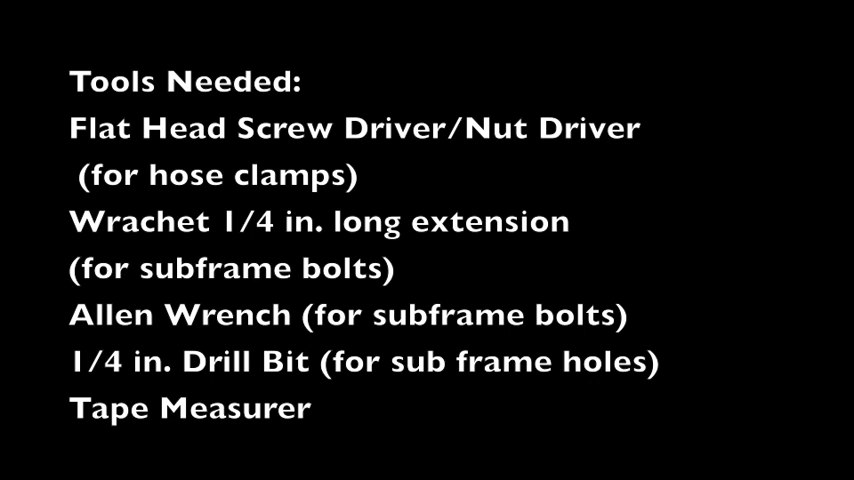 Tools Needed:
Flat Head Screw Driver/Nut Driver
(for hose clamps)
Wrachet 1/4 in. long extension
(for subframe bolts)
Allen Wrench (for subframe bolts)
1/4 in. Drill Bit (for sub frame holes)
Tape Measurer